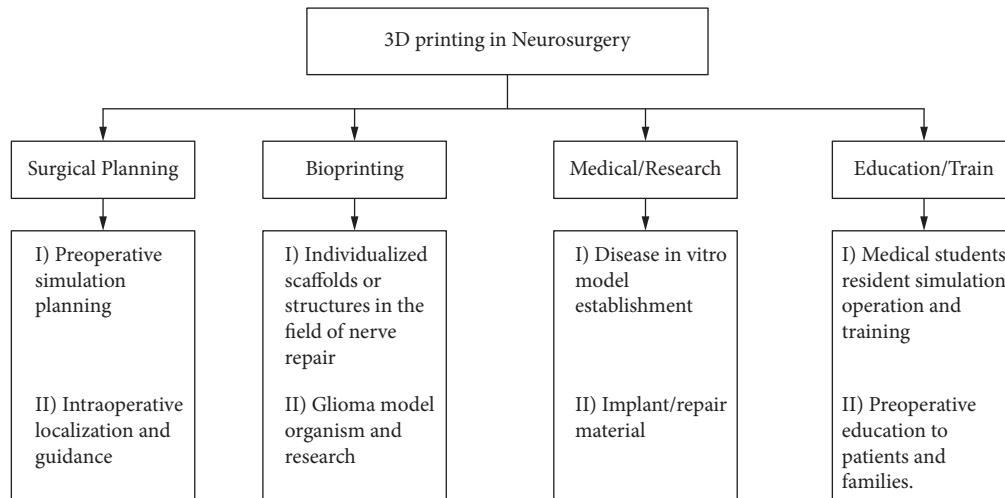 3D printing in Neurosurgery
Surgical Planning
Bioprinting
Medical/Research
Education/Train
I) Preoperative
simulation
planning
II) Intraoperative
localization and
guidance
I) Individualized
scaffolds or
structures in the
field of nerve
repair
II) Glioma model
organism and
research
I) Disease in vitro
model
establishment
II) Implant/repair
material
I) Medical students,
resident simulation
operation and
training
II) Preoperative
education to
patients and
families.